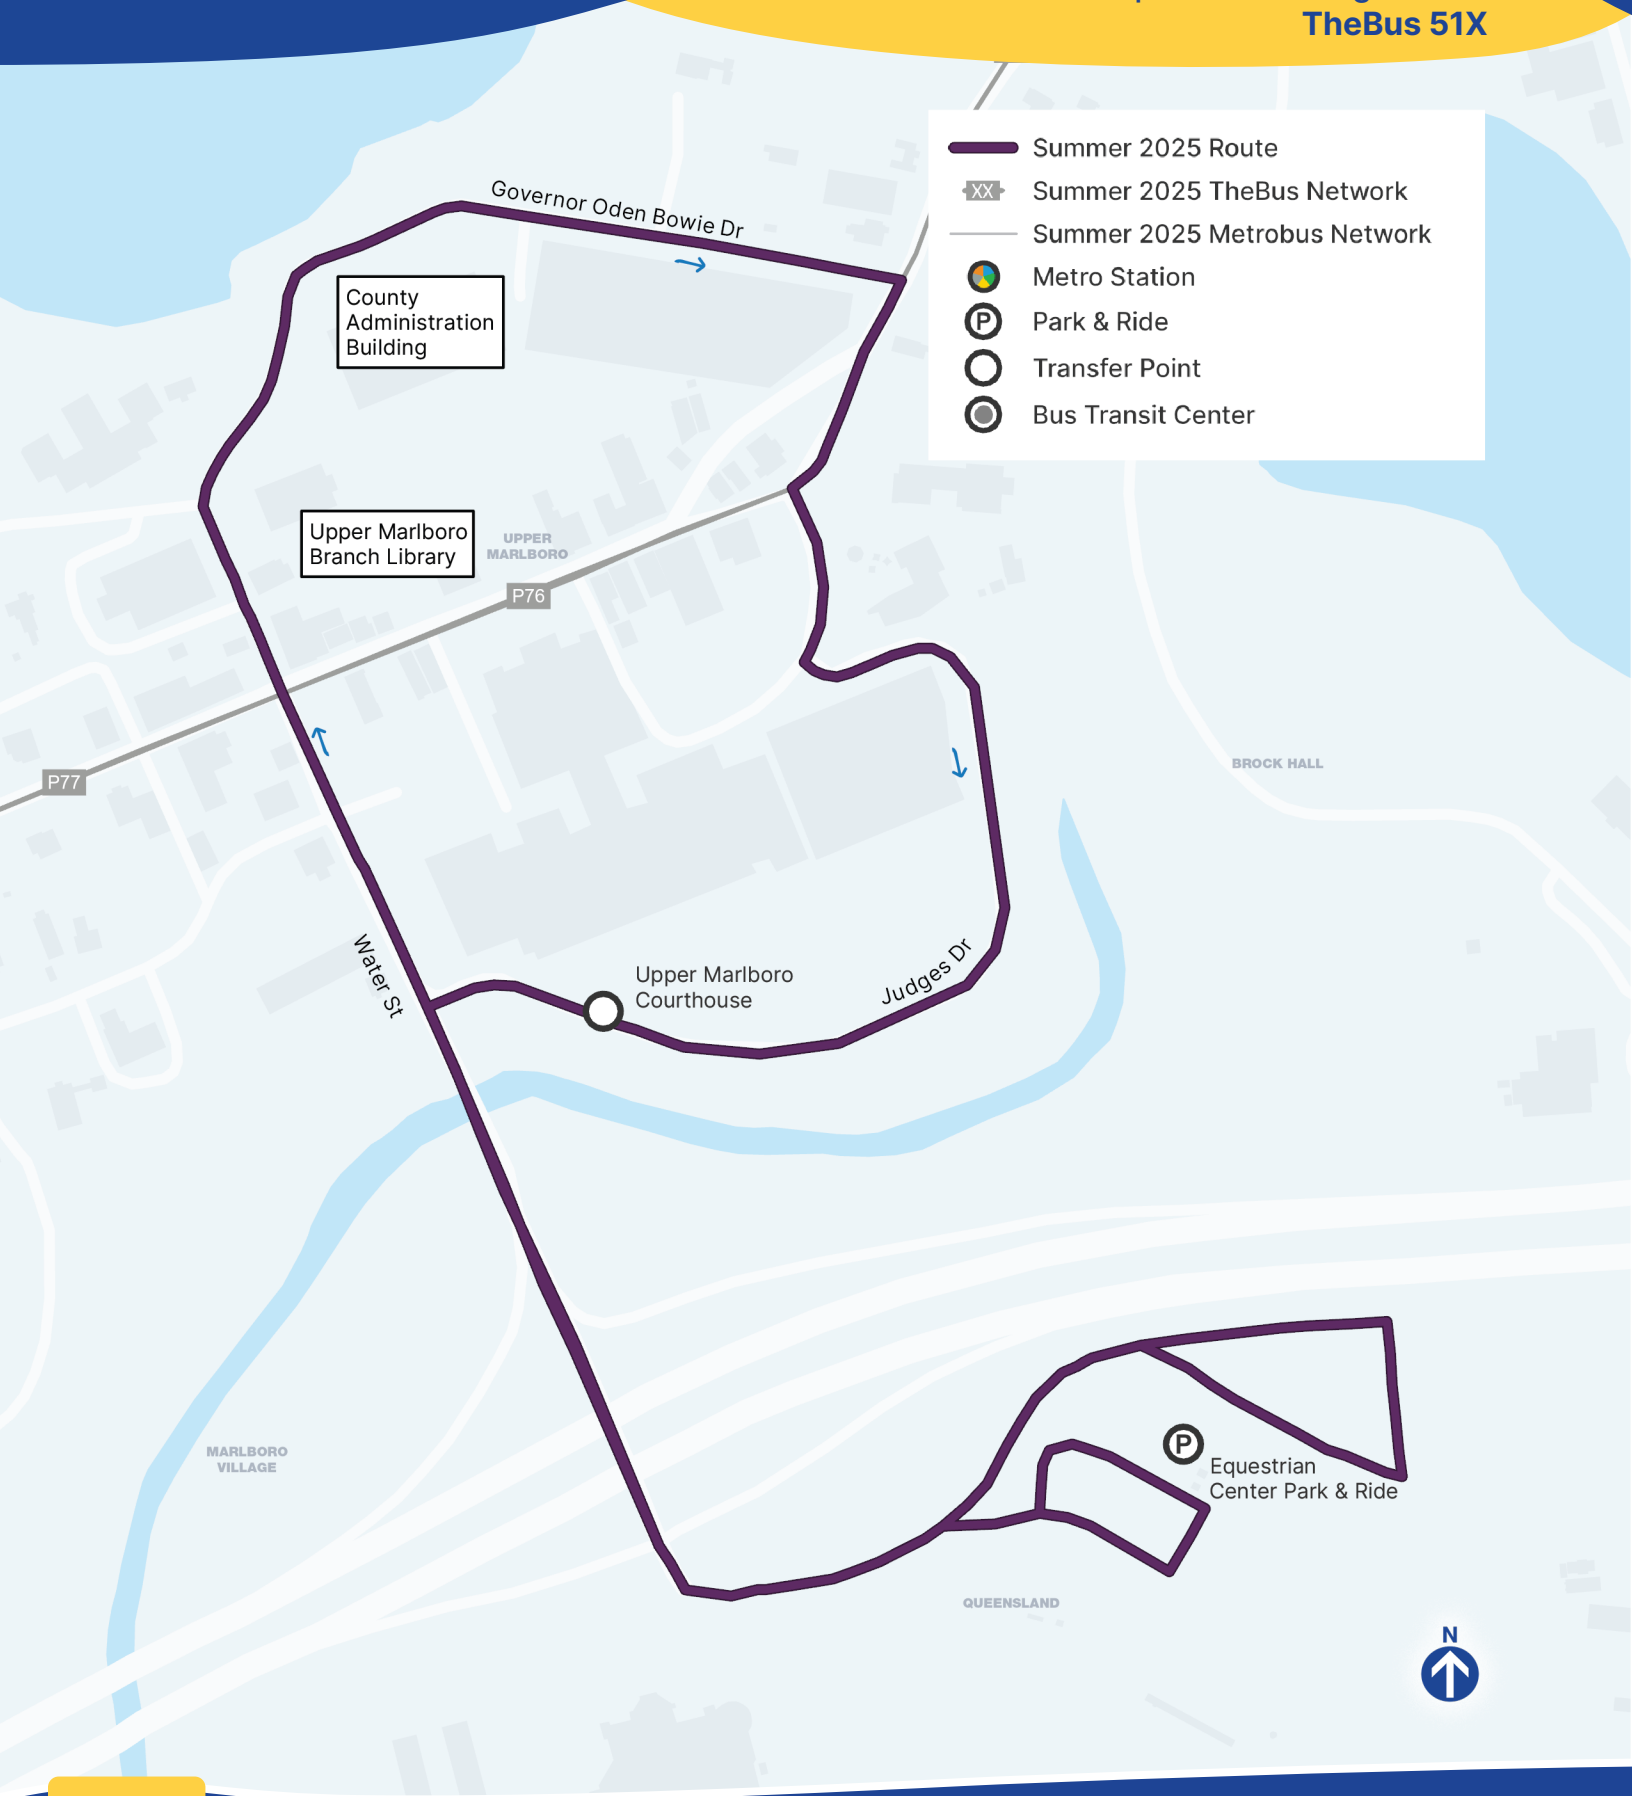 TheBus 51X
Summer 2025 Route
XX
Summer 2025 TheBus Network
Summer 2025 Metrobus Network
Metro Station
P
Park & Ride
Transfer Point
Bus Transit Center
Governor Oden Bowie Dr
County
Administration
Building
Upper Marlboro
Branch Library
UPPER
MARLBORO
P76
P77
BROCK HALL
Water St
Upper Marlboro
Courthouse
Judges Dr
MARLBORO
VILLAGE
P
Equestrian
Center Park & Ride
QUEENSLAND
N